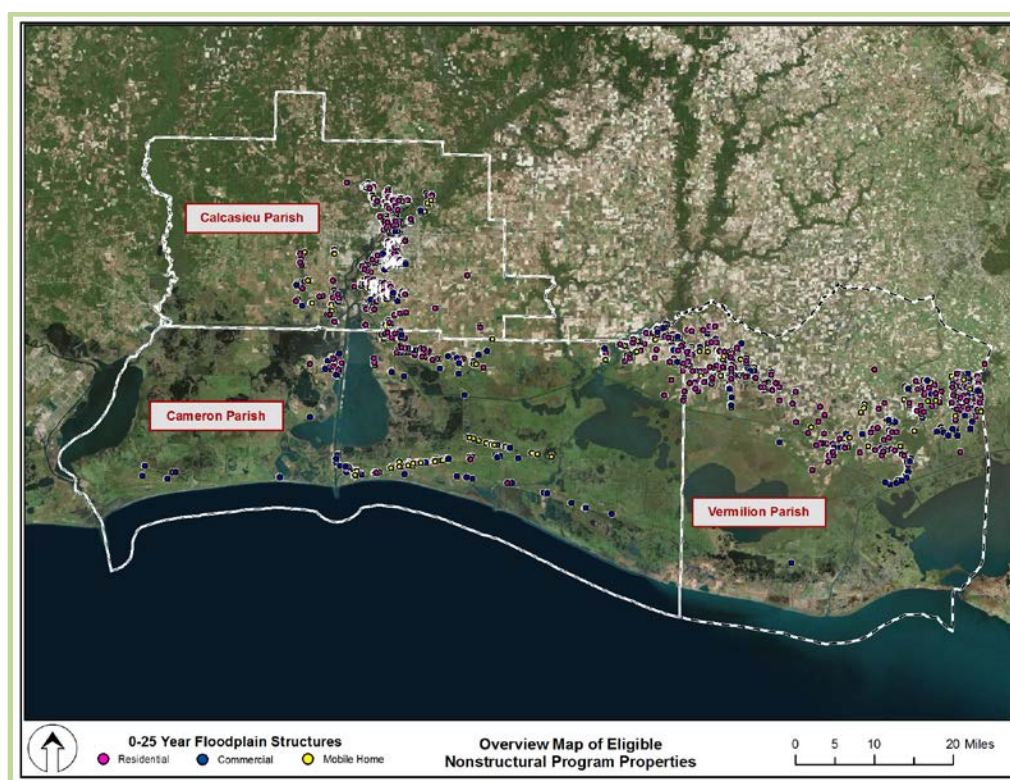 Calcasieu Parish
Cameron Parish
Vermilion Parish
0-25 Year Floodplain Structures
Residential Commercial Mobile Home
Overview Map of Eligible
Nonstructural Program Properties
0 5 10 20 Miles